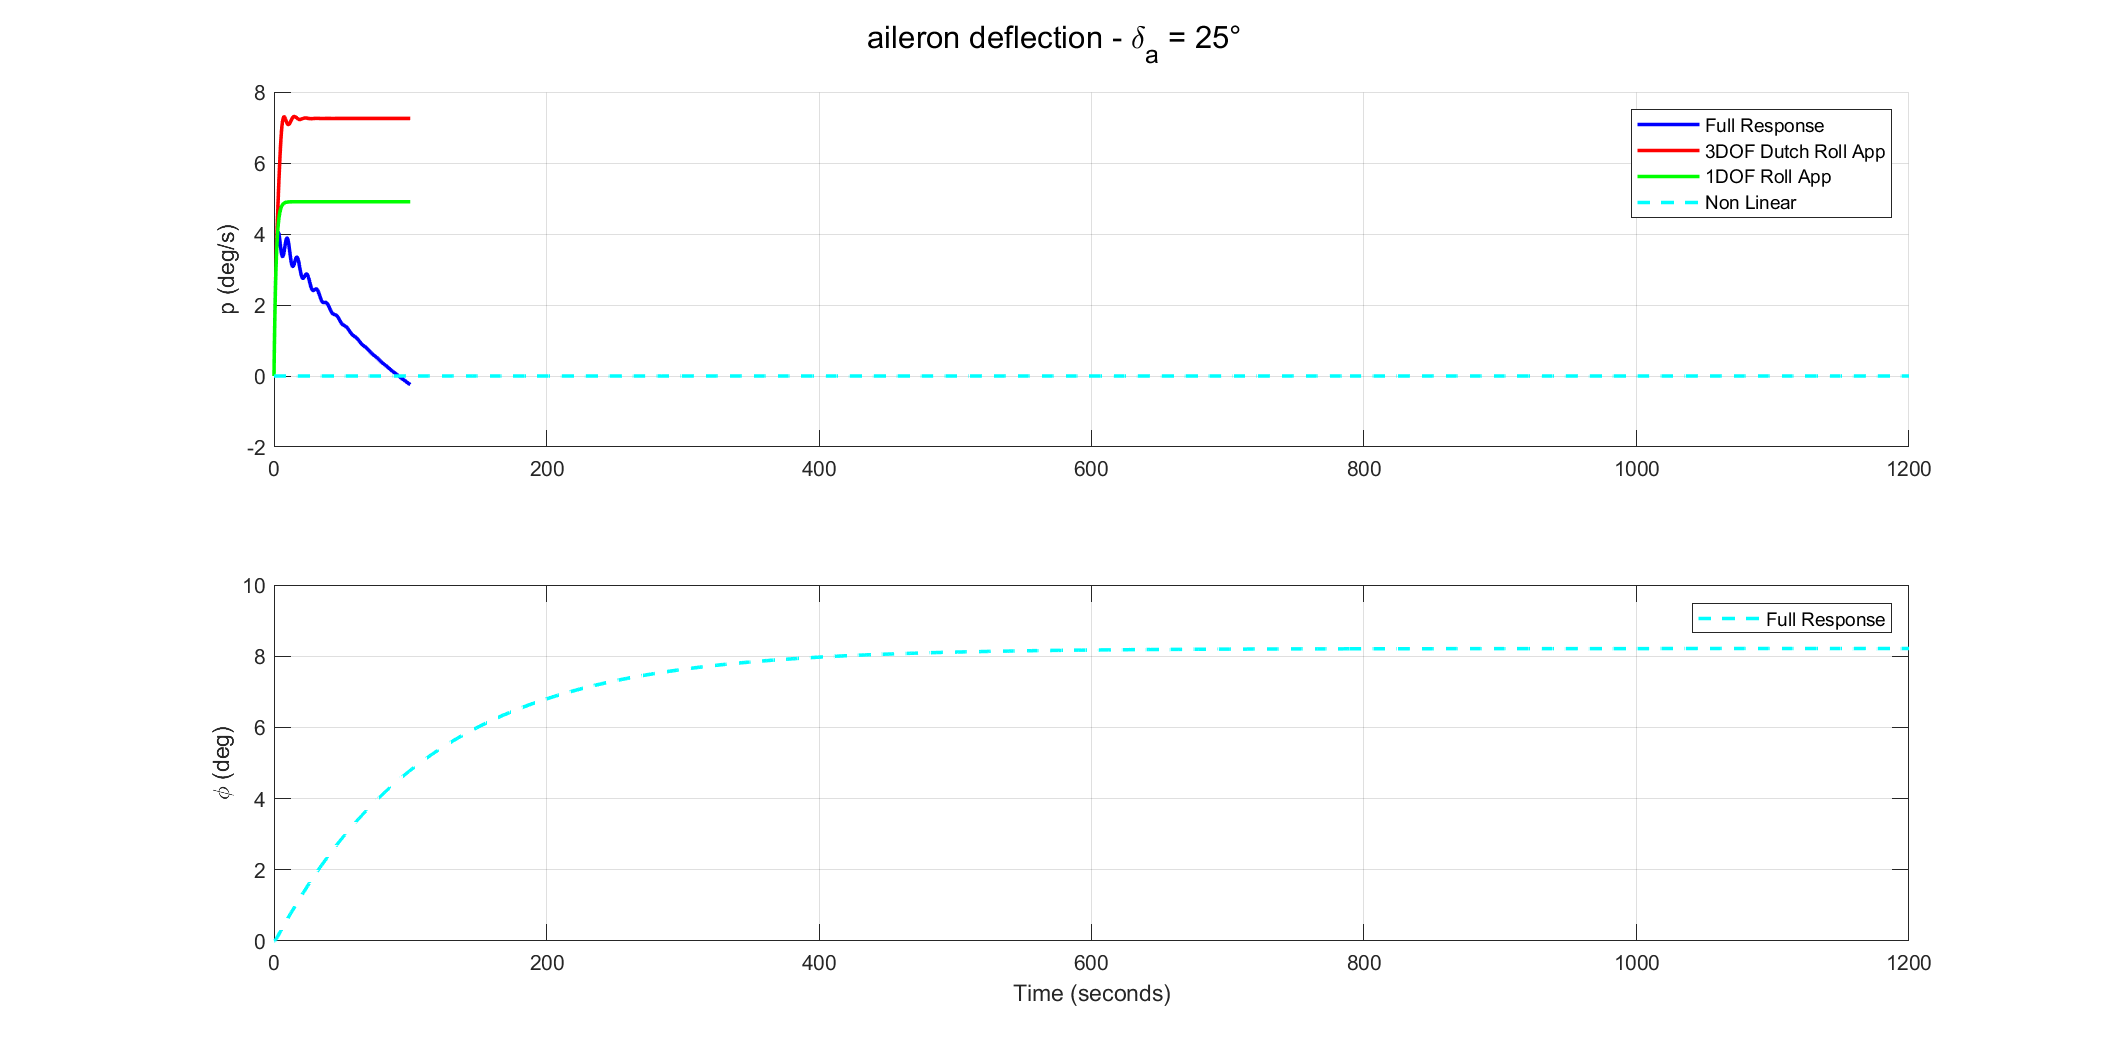 aileron deflection - δa = 25°
8
6
4
2
0
-2
p (deg/s)
0 200 400 600 800 1000 1200
Full Response
3DOF Dutch Roll App
1DOF Roll App
Non Linear
10
8
6
4
2
0
ϕ (deg)
0 200 400 600 800 1000 1200
Time (seconds)
Full Response